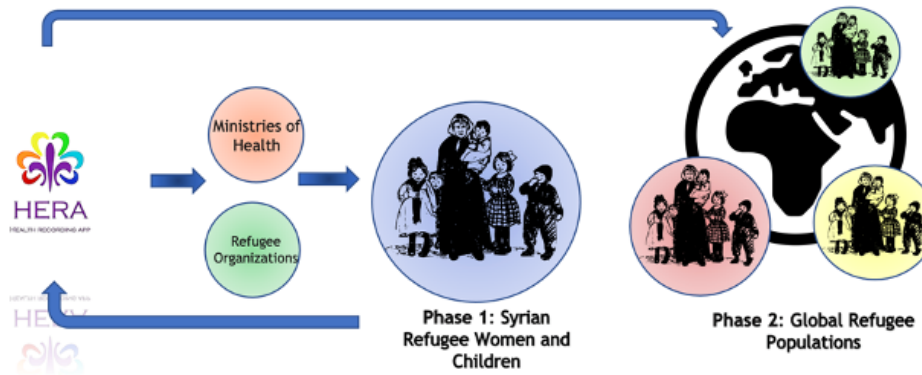 Ministries of
Health
HERA
HEALTH RECORDING APP
Refugee
Organizations
Phase 1: Syrian
Refugee Women and
Children
Phase 2: Global Refugee
Populations